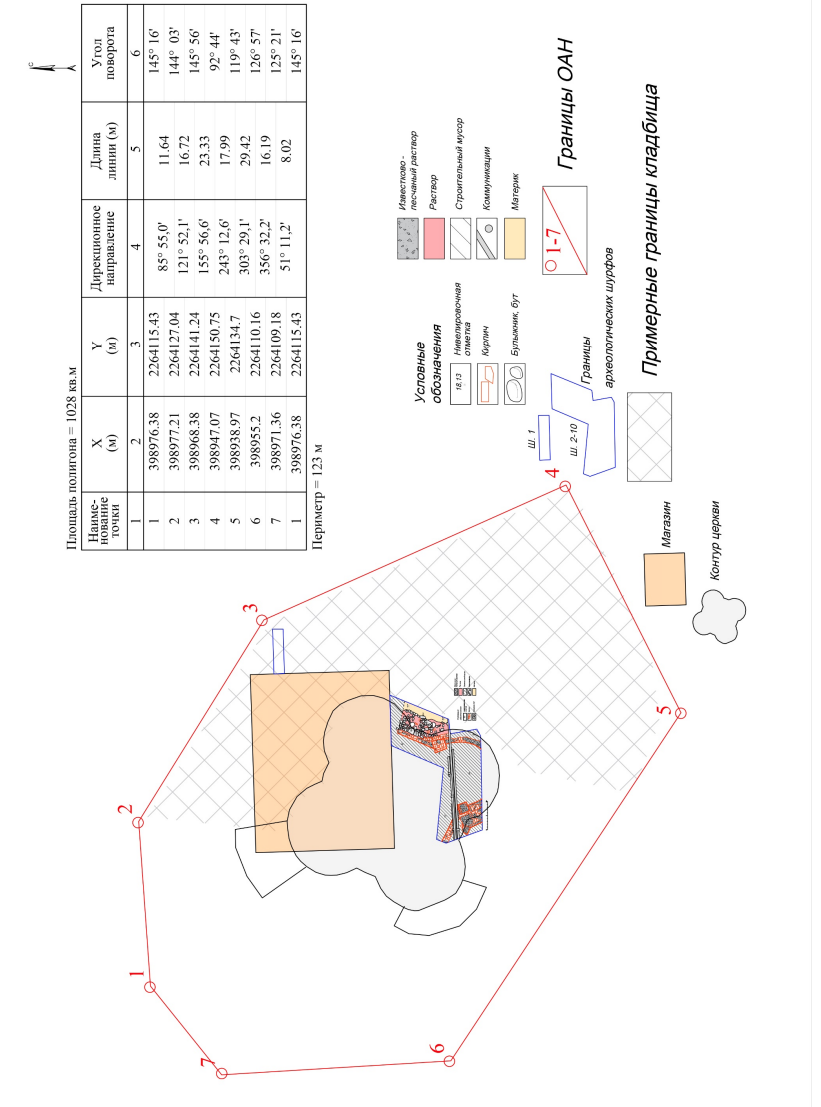 С
Площадь полигона = 1028 кв.м
Наиме-
нование
точки
X
(м)
Y
(м)
Дирекционное
направление
Длина
линии (м)
Угол
поворота
1 2 3 4 5 6
1 398976.38 2264115.43 145° 16'
85° 55,0' 11.64
2 398977.21 2264127.04 144° 03'
121° 52,1' 16.72
3 398968.38 2264141.24 145° 56'
155° 56,6' 23.33
4 398947.07 2264150.75 92° 44'
243° 12,6' 17.99
5 398938.97 2264134.7 119° 43'
303° 29,1' 29.42
6 398955.2 2264110.16 126° 57'
356° 32,2' 16.19
7 398971.36 2264109.18 125° 21'
51° 11,2' 8.02
1 398976.38 2264115.43 145° 16'
Периметр = 123 м
Условные
обозначения
18,13
Нивелировочная
отметка
Кирпич
Булыжник, бут
Известково -
песчаный раствор
Раствор
Строительный мусор
Коммуникации
Материк
Ш. 1
Ш. 2-10
Границы
археологических шурфов
1-7
Границы ОАН
Примерные границы кладбища
Магазин
Контур церкви
1
2
3
4
5
6
7